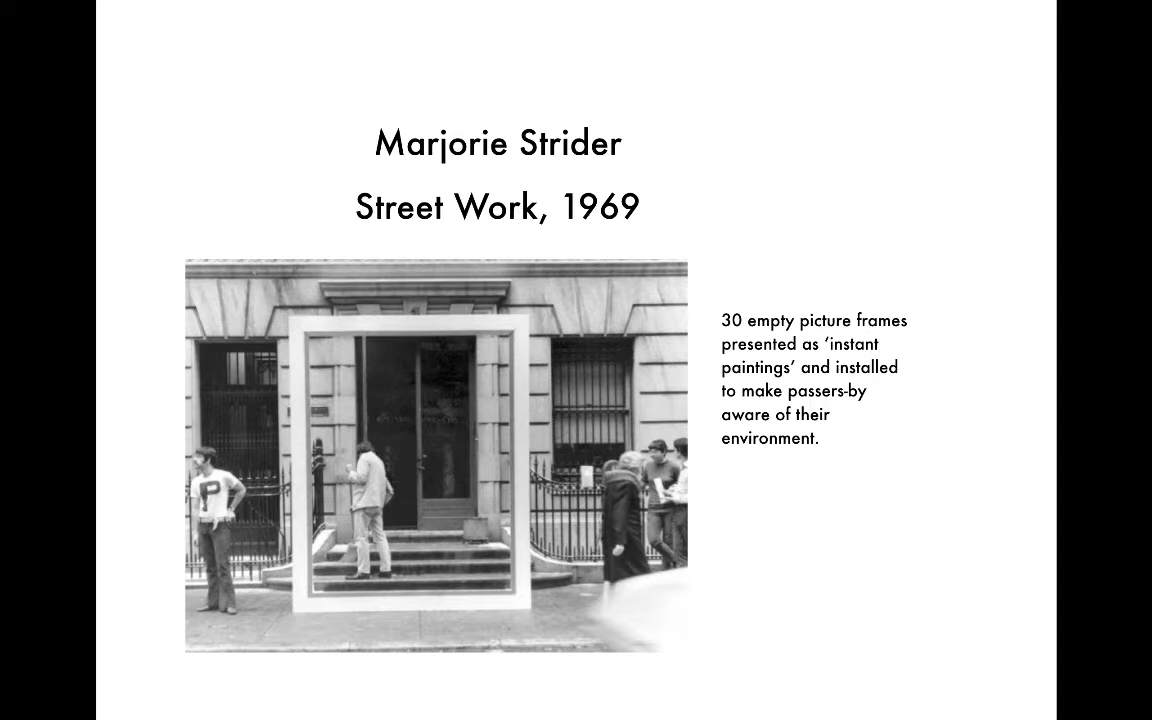 Marjorie Strider
Street Work, 1969
30 empty picture frames
presented as ‘instant
paintings’ and installed
to make passers-by
aware of their
environment.
P